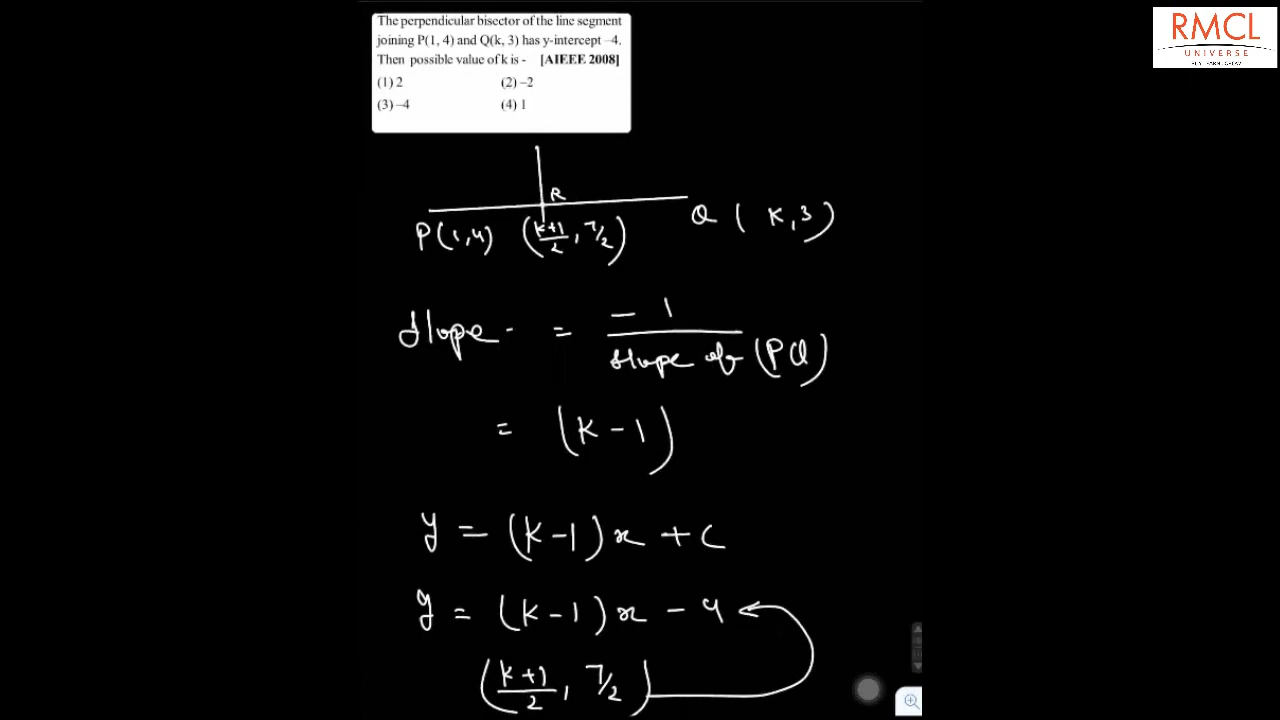 The perpendicular bisector of the line segment
joining P(1, 4) and Q(k, 3) has y-intercept –4.
Then possible value of k is - [AIEEE 2008]
(1) 2 (2) –2
(3) –4 (4) 1
RMCL
UNIVERSE
R
P(1,4) (k+1/2, 7/2) Q (K,3)
Slope = -1/slope of (PQ)
= (K-1)
y = (K-1)x + c
y = (K-1)x - 4
(k+1/2, 7/2)